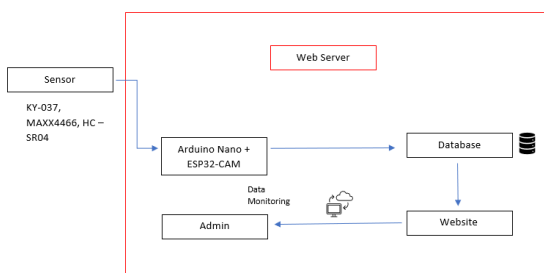 Web Server
Sensor
KY-037,
MAXX4466, HC –
SR04
Arduino Nano +
ESP32-CAM
Database
Data
Monitoring
Admin
Website